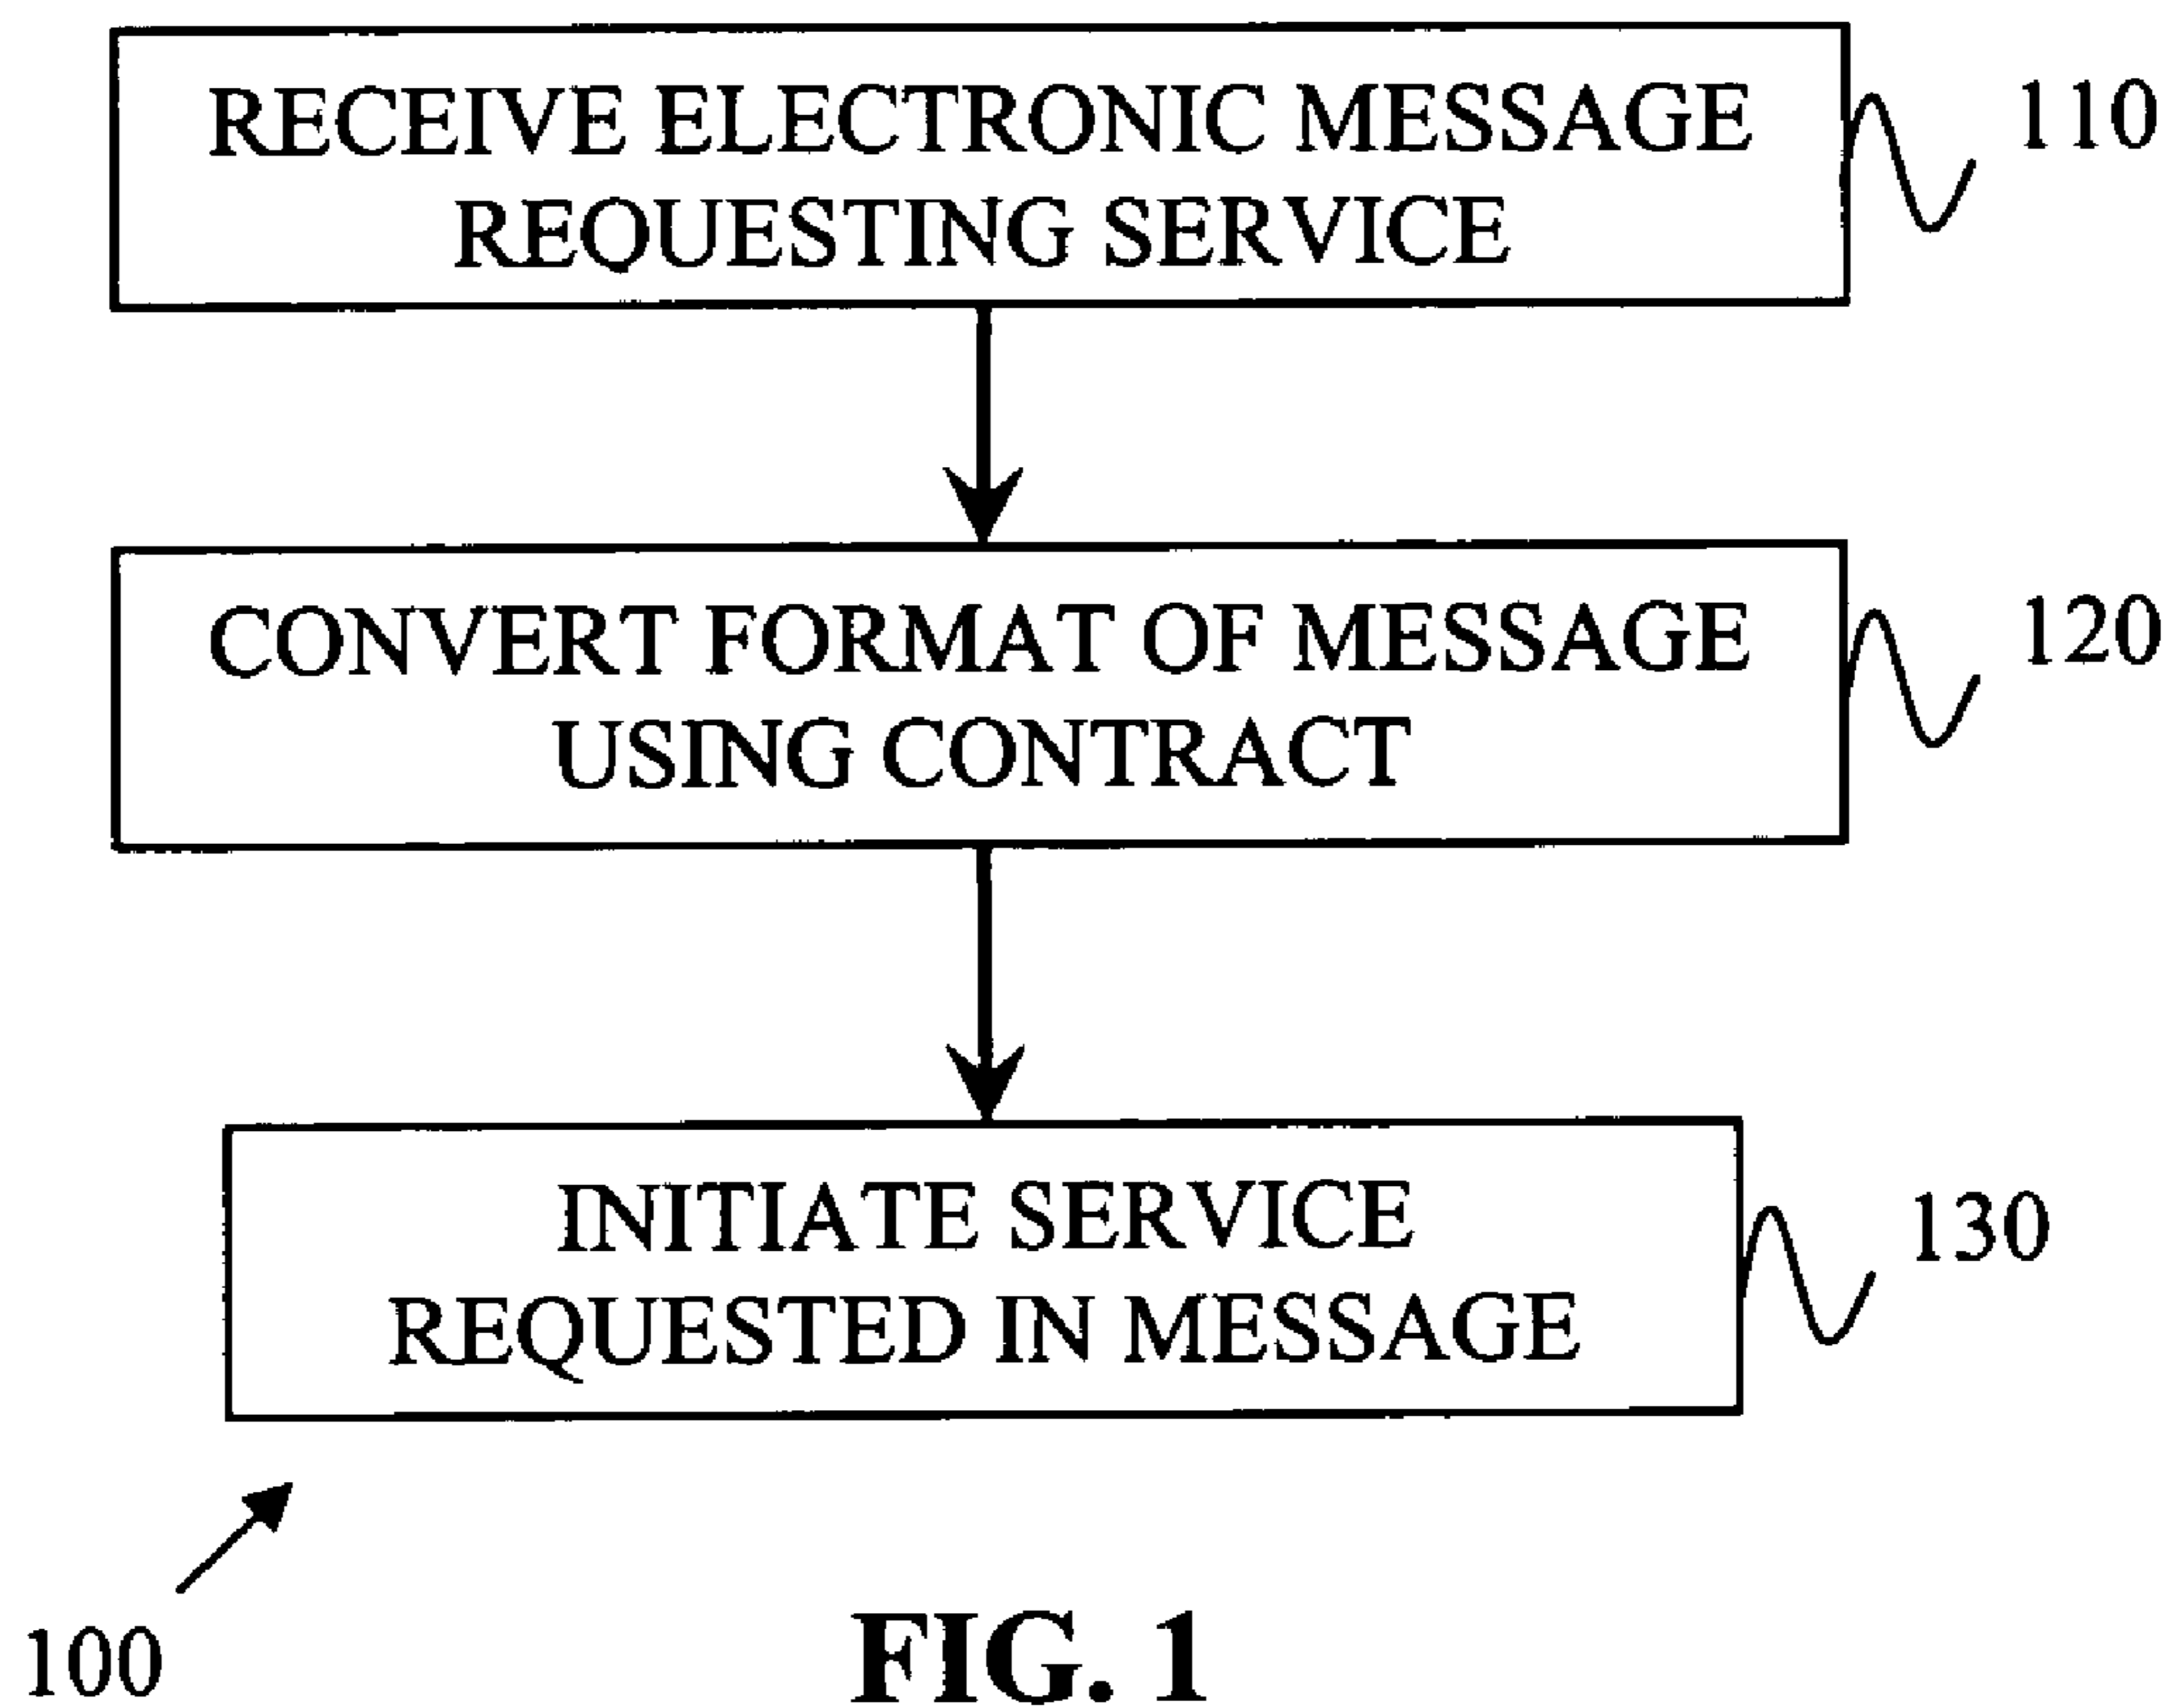 RECEIVE ELECTRONIC MESSAGE
REQUESTING SERVICE
110
CONVERT FORMAT OF MESSAGE
USING CONTRACT
120
INITIATE SERVICE
REQUESTED IN MESSAGE
130
100
FIG. 1